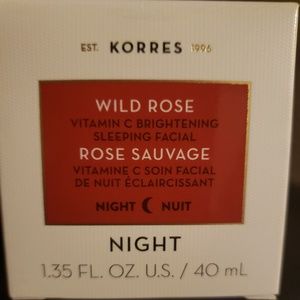 EST. KORRES 1996
WILD ROSE
VITAMIN C BRIGHTENING
SLEEPING FACIAL
ROSE SAUVAGE
VITAMINE C SOIN FACIAL
DE NUIT ÉCLAIRCISSANT
NIGHT NUIT
NIGHT
1.35 FL. OZ. U.S. / 40 mL